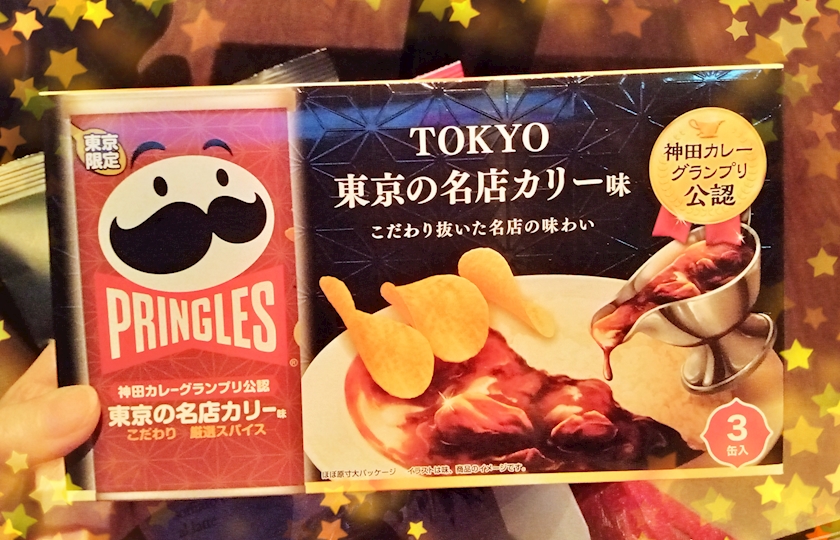 東京
限定
PRINGLES
®
神田カレーグランプリ公認
東京の名店カリー味
こだわり 厳選スパイス
TOKYO
東京の名店カリー味
こだわり抜いた名店の味わい
神田カレー
グランプリ
公認
3
缶入
ほぼ原寸大パッケージ イラストは味、商品のイメージです。